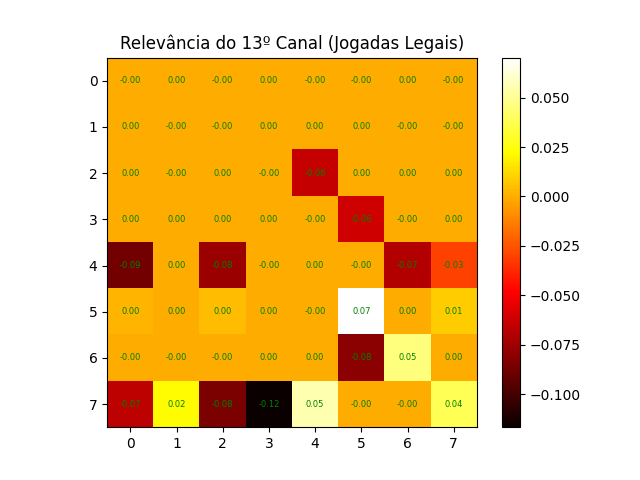 Relevância do 13º Canal (Jogadas Legais)
0 -0.00 0.00 -0.00 0.00 -0.00 -0.00 0.00 -0.00
1 0.00 -0.00 -0.00 0.00 0.00 0.00 -0.00 -0.00
2 0.00 -0.00 0.00 -0.00 0.00 0.00 0.00
3 0.00 0.00 0.00 0.00 -0.00 -0.00 0.00
4 -0.09 0.00 -0.08 -0.00 0.00 -0.00 -0.03
5 0.00 0.00 0.00 0.00 -0.00 0.07 0.00 0.01
6 -0.00 -0.00 -0.00 0.00 0.00 -0.08 0.05 0.00
7 -0.07 0.02 -0.08 -0.12 0.05 -0.00 -0.00 0.04
0 1 2 3 4 5 6 7
0.050
0.025
0.000
−0.025
−0.050
−0.075
−0.100